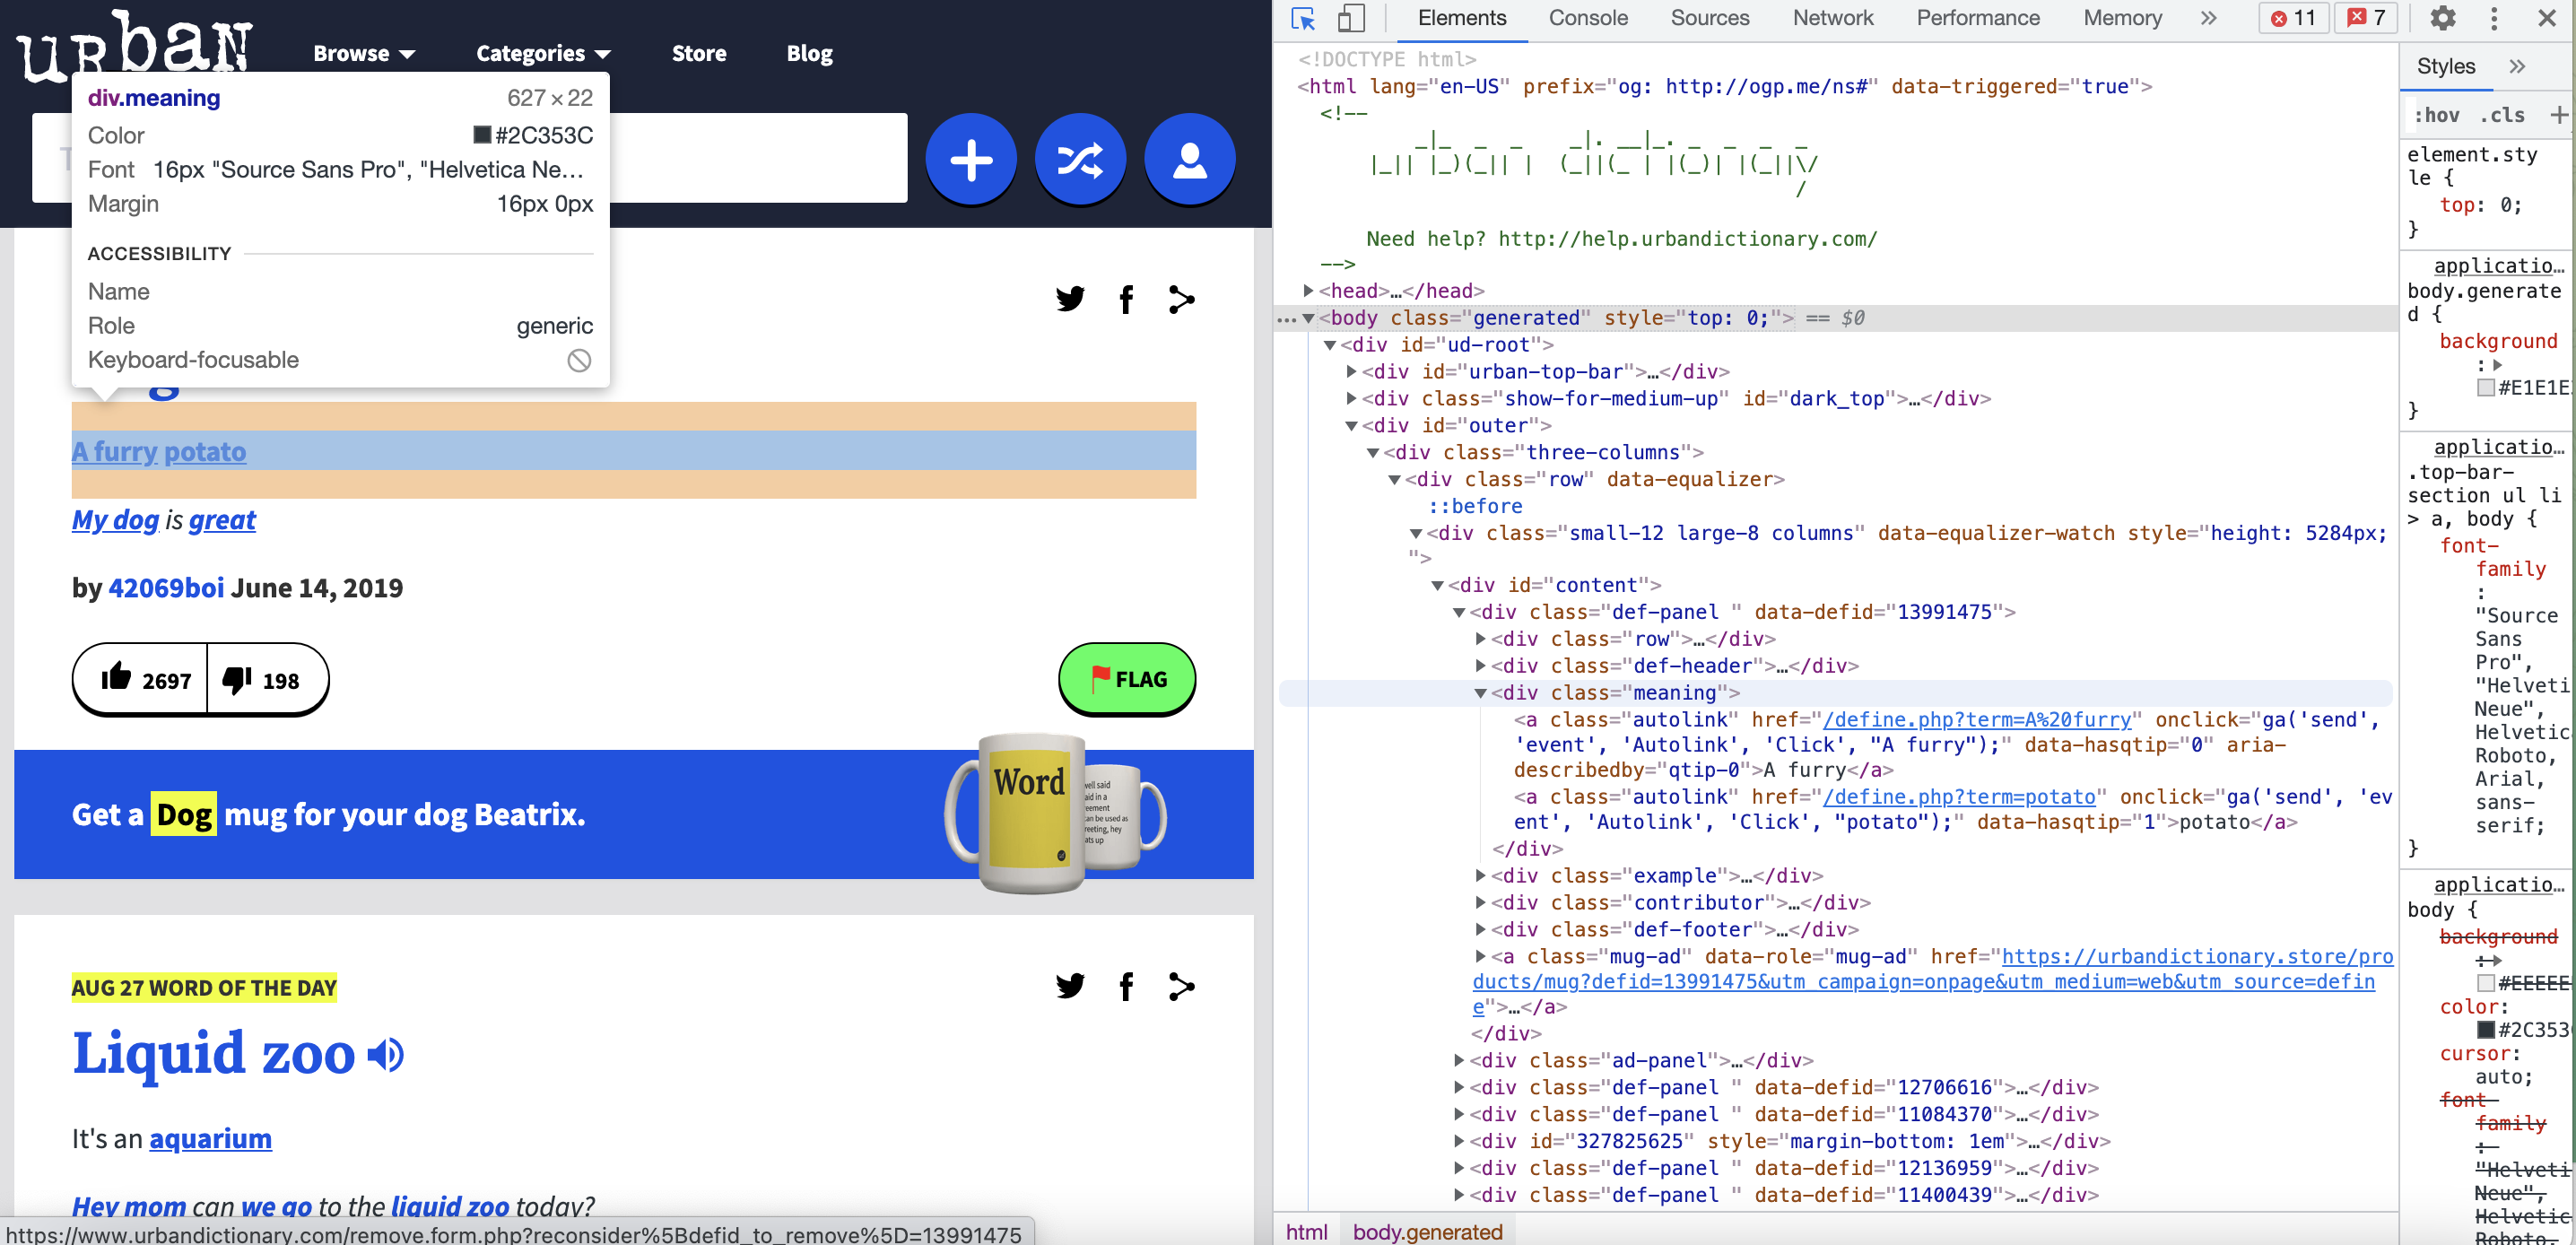 urban
Browse
Categories
Store
Blog
div.meaning 627 × 22
Color #2C353C
Font 16px "Source Sans Pro", "Helvetica Ne…
Margin 16px 0px
ACCESSIBILITY
Name
Role generic
Keyboard-focusable
A furry potato
My dog is great
by 42069boi June 14, 2019
2697 198
FLAG
Get a Dog mug for your dog Beatrix.
Word
AUG 27 WORD OF THE DAY
Liquid zoo
It's an aquarium
Hey mom can we go to the liquid zoo today?
https://www.urbandictionary.com/remove.form.php?reconsider%5Bdefid_to_remove%5D=13991475
Elements Console Sources Network Performance Memory » 11 7
<!DOCTYPE html>
<html lang="en-US" prefix="og: http://ogp.me/ns#" data-triggered="true">
<!--
Need help? http://help.urbandictionary.com/
-->
<head>…</head>
<body class="generated" style="top: 0;"> == $0
<div id="ud-root">
<div id="urban-top-bar">…</div>
<div class="show-for-medium-up" id="dark_top">…</div>
<div id="outer">
<div class="three-columns">
<div class="row" data-equalizer>
::before
<div class="small-12 large-8 columns" data-equalizer-watch style="height: 5284px;
">
<div id="content">
<div class="def-panel " data-defid="13991475">
<div class="row">…</div>
<div class="def-header">…</div>
<div class="meaning">
<a class="autolink" href="/define.php?term=A%20furry" onclick="ga('send',
'event', 'Autolink', 'Click', "A furry");" data-hasqtip="0" aria-
describedby="qtip-0">A furry</a>
<a class="autolink" href="/define.php?term=potato" onclick="ga('send', 'ev
ent', 'Autolink', 'Click', "potato");" data-hasqtip="1">potato</a>
</div>
<div class="example">…</div>
<div class="contributor">…</div>
<div class="def-footer">…</div>
<a class="mug-ad" data-role="mug-ad" href="https://urbandictionary.store/pro
ducts/mug?defid=13991475&utm_campaign=onpage&utm_medium=web&utm_source=defin
e">…</a>
</div>
<div class="ad-panel">…</div>
<div class="def-panel " data-defid="12706616">…</div>
<div class="def-panel " data-defid="11084370">…</div>
<div id="327825625" style="margin-bottom: 1em">…</div>
<div class="def-panel " data-defid="12136959">…</div>
<div class="def-panel " data-defid="11400439">…</div>
html body.generated
Styles »
:hov .cls +
element.sty
le {
top: 0;
}
applicatio…
body.generate
d {
background
:
#E1E1E
}
applicatio…
.top-bar-
section ul li
> a, body {
font-
family
:
"Source
Sans
Pro",
"Helveti
Neue",
Helvetic
Roboto,
Arial,
sans-
serif;
}
applicatio…
body {
background
:
#EEEEE
color:
#2C353
cursor:
auto;
font-
family
:
"Helveti
Neue",
Helvetic
Roboto,